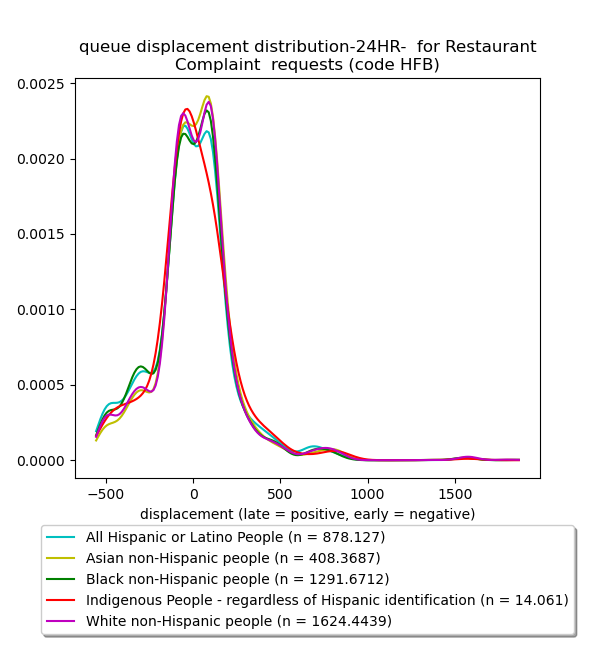 queue displacement distribution-24HR-  for Restaurant
Complaint  requests (code HFB)
0.0025
0.0020
0.0015
0.0010
0.0005
0.0000
−500 0 500 1000 1500
displacement (late = positive, early = negative)
All Hispanic or Latino People (n = 878.127)
Asian non-Hispanic people (n = 408.3687)
Black non-Hispanic people (n = 1291.6712)
Indigenous People - regardless of Hispanic identification (n = 14.061)
White non-Hispanic people (n = 1624.4439)